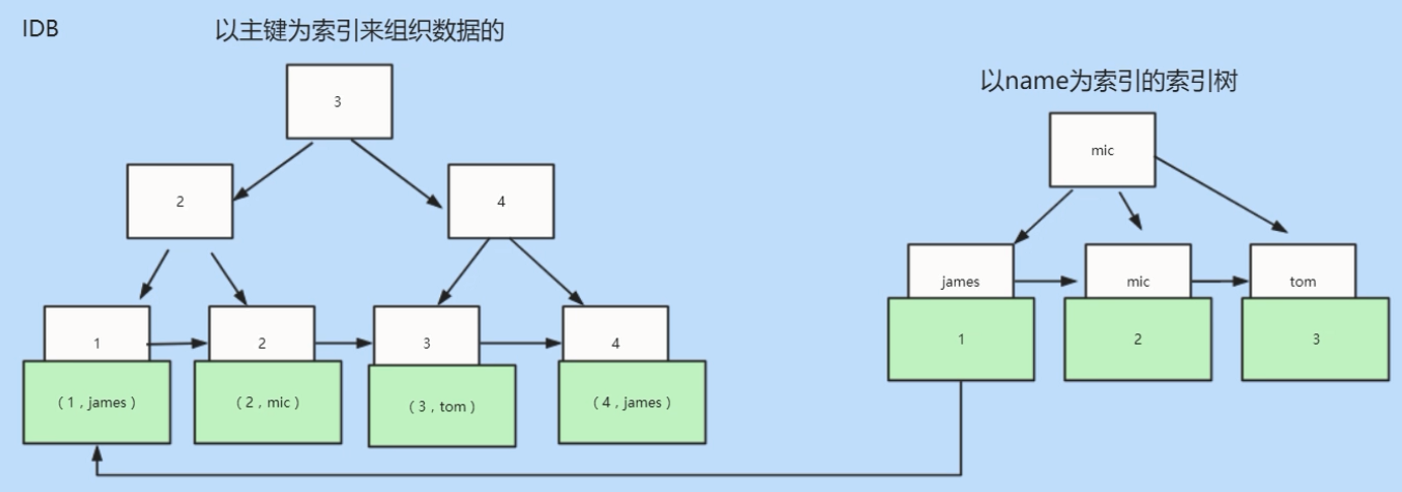 IDB
以主键为索引来组织数据的
以name为索引的索引树
3
mic
2
4
james
mic
tom
1
2
3
4
1
2
3
（1，james）
（2，mic）
（3，tom）
（4，james）